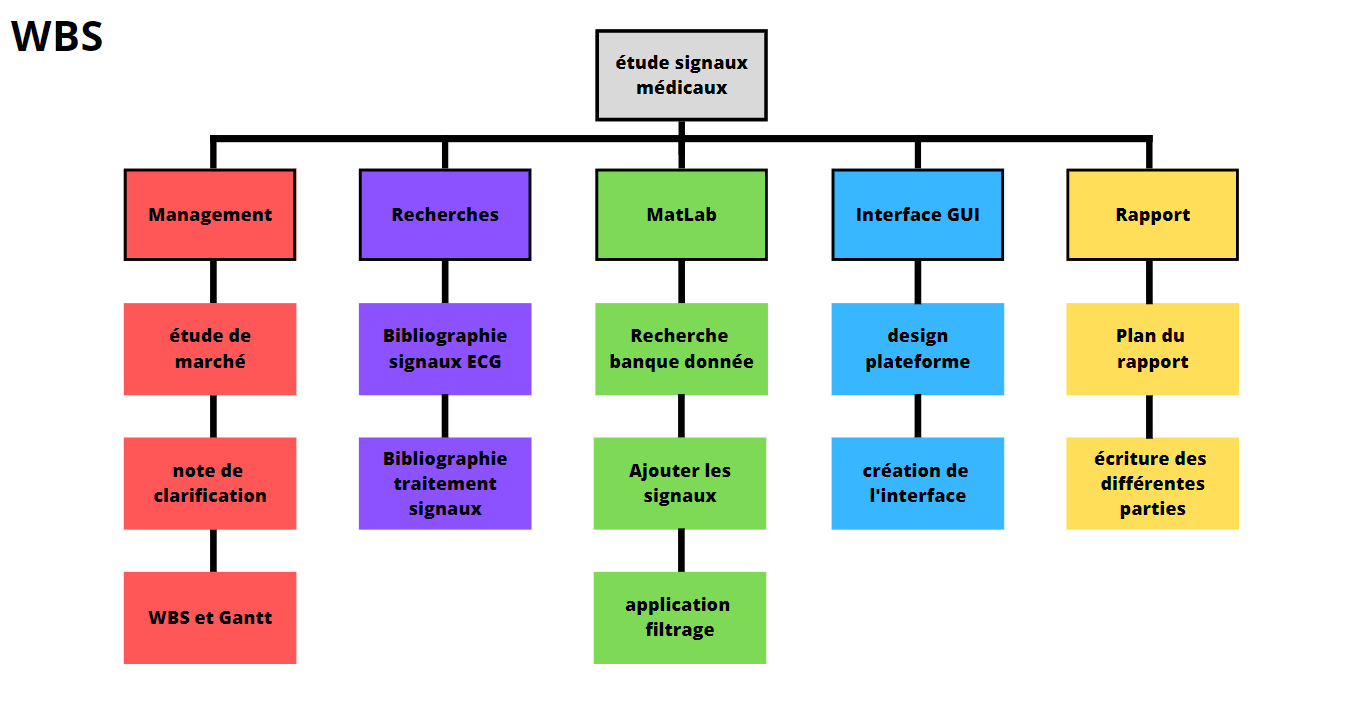 WBS
étude signaux
médicaux
Management
Recherches
MatLab
Interface GUI
Rapport
étude de
marché
Bibliographie
signaux ECG
Recherche
banque donnée
design
plateforme
Plan du
rapport
note de
clarification
Bibliographie
traitement
signaux
Ajouter les
signaux
création de
l'interface
écriture des
différentes
parties
WBS et Gantt
application
filtrage